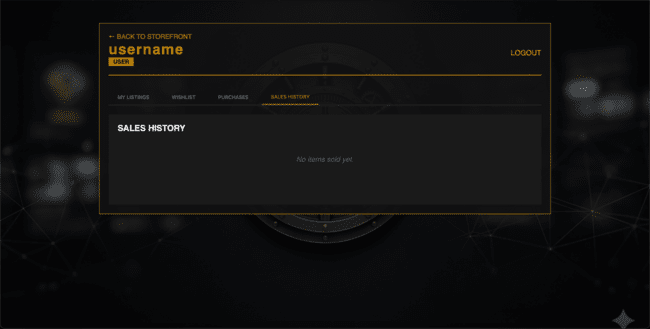 ← BACK TO STOREFRONT
username
USER
LOGOUT
MY LISTINGS WISHLIST PURCHASES SALES HISTORY
SALES HISTORY
No items sold yet.